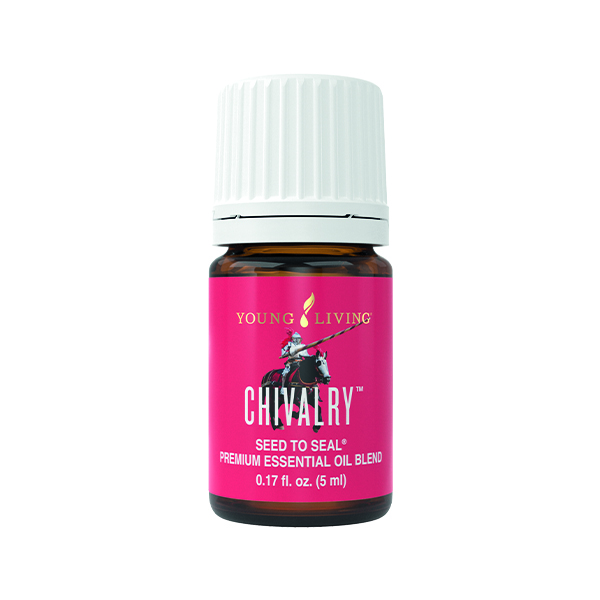 YOUNG LIVING®
CHIVALRY™
SEED TO SEAL®
PREMIUM ESSENTIAL OIL BLEND
0.17 fl. oz. (5 ml)